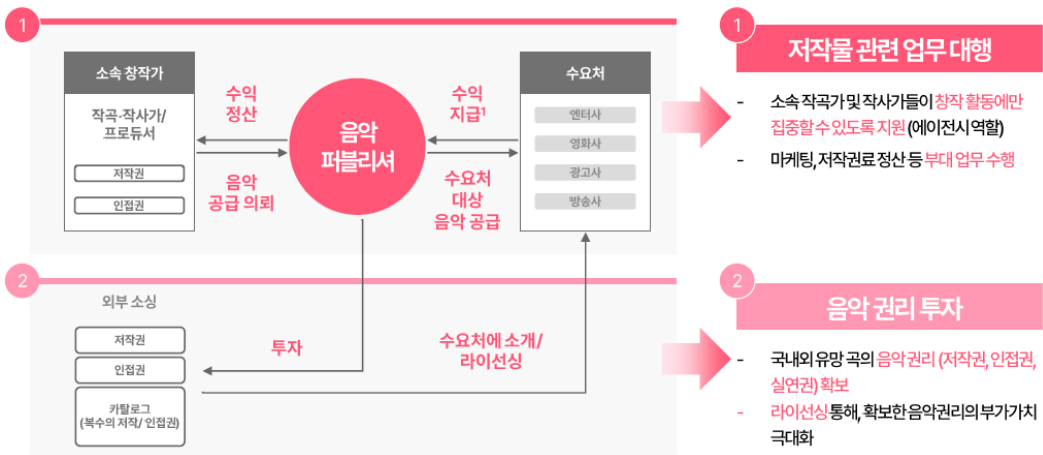 1
소속 창작가
작곡·작사가/
프로듀서
저작권
인접권
수익
정산
음악
공급 의뢰
음악
퍼블리셔
수익
지급¹
수요처
대상
음악 공급
수요처
엔터사
영화사
광고사
방송사
1
저작물 관련 업무 대행
- 소속 작곡가 및 작사가들이 창작 활동에만
집중할 수 있도록 지원 (에이전시 역할)
- 마케팅, 저작권료 정산 등 부대 업무 수행
2
외부 소싱
저작권
인접권
카탈로그
(복수의 저작/ 인접권)
투자
수요처에 소개/
라이선싱
2
음악 권리 투자
- 국내외 유망 곡의 음악 권리 (저작권, 인접권,
실연권) 확보
- 라이선싱 통해, 확보한 음악권리의 부가가치
극대화